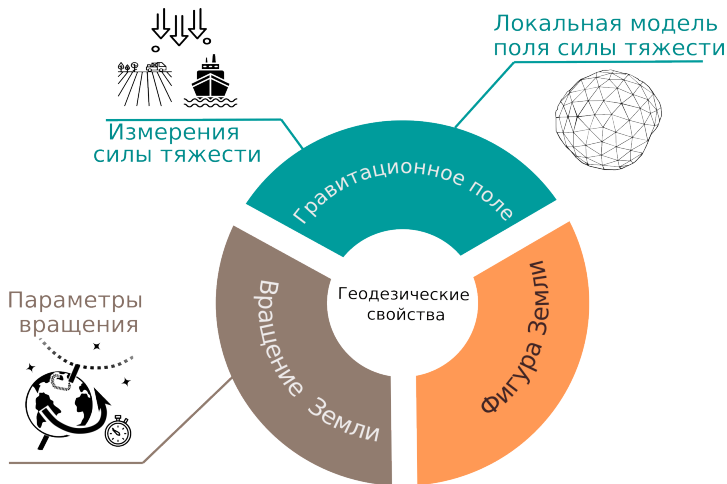 Локальная модель
поля силы тяжести
Измерения
силы тяжести
Гравитационное поле
Параметры
вращения
Вращение Земли
Геодезические
свойства
Фигура Земли